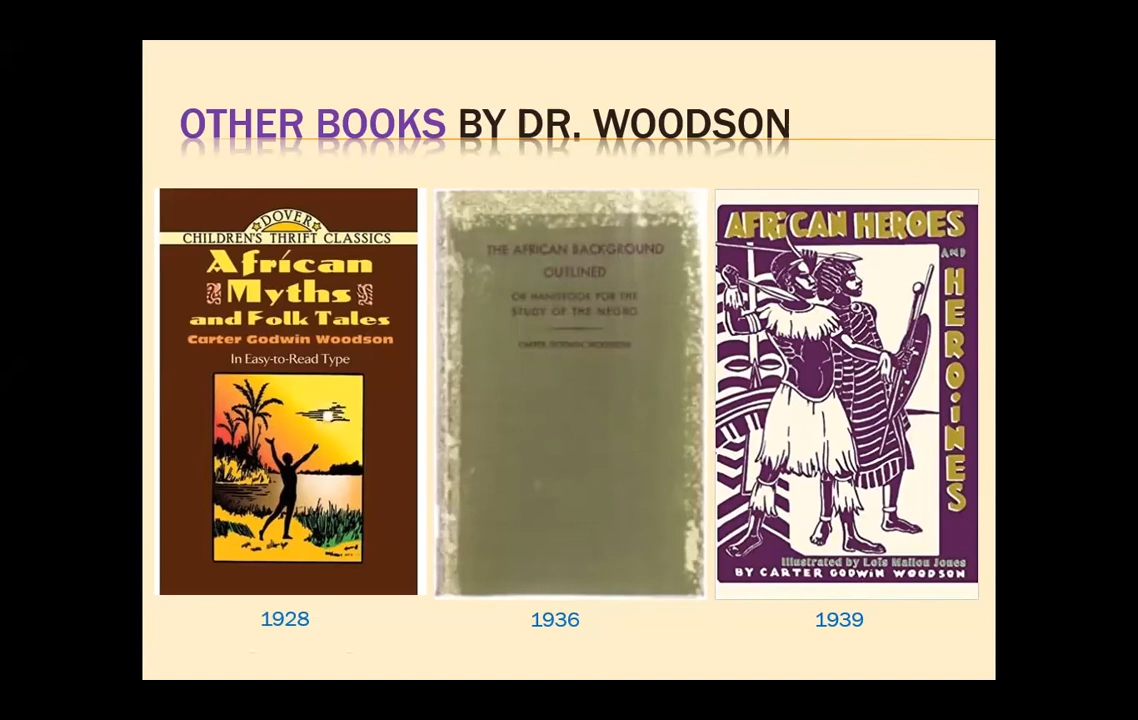 OTHER BOOKS BY DR. WOODSON
DOVER
CHILDREN'S THRIFT CLASSICS
African
Myths
and Folk Tales
Carter Godwin Woodson
In Easy-to-Read Type
THE AFRICAN BACKGROUND
OUTLINED
OR HANDBOOK FOR THE
STUDY OF THE NEGRO
CARTER GODWIN WOODSON
AFRiCAN HEROES
AND
HEROiNES
Illustrated by Loïs Mailou Jones
BY CARTER GODWiN WOODSON
1928
1936
1939